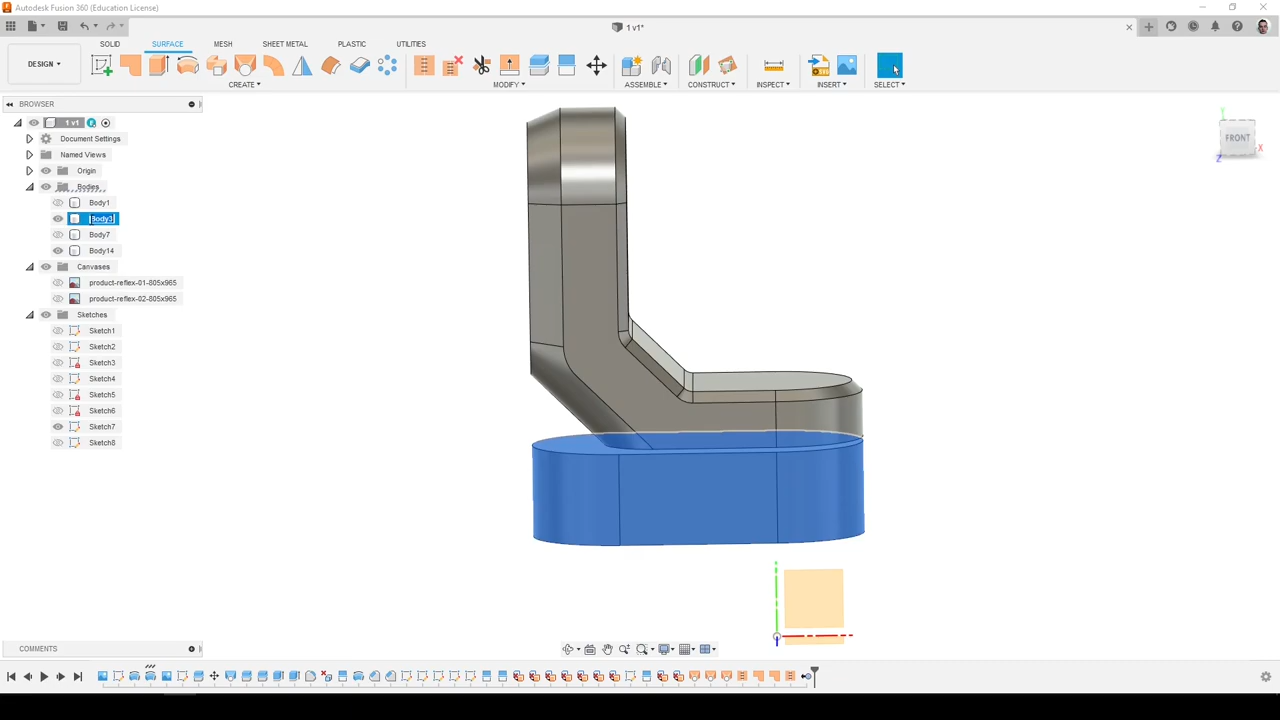 Autodesk Fusion 360 (Education License)
1 v1*
DESIGN
SOLID
SURFACE
MESH
SHEET METAL
PLASTIC
UTILITIES
CREATE
MODIFY
ASSEMBLE
CONSTRUCT
INSPECT
INSERT
SELECT
BROWSER
1 v1
Document Settings
Named Views
Origin
Bodies
Body1
Body3
Body7
Body14
Canvases
product-reflex-01-805x965
product-reflex-02-805x965
Sketches
Sketch1
Sketch2
Sketch3
Sketch4
Sketch5
Sketch6
Sketch7
Sketch8
FRONT
Y
X
Z
COMMENTS